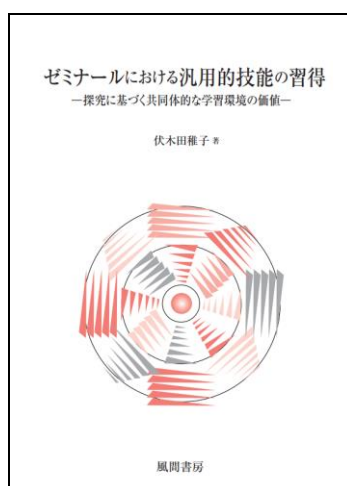 ゼミナールにおける汎用的技能の習得
―探究に基づく共同体的な学習環境の価値―
伏木田稚子 著
風間書房